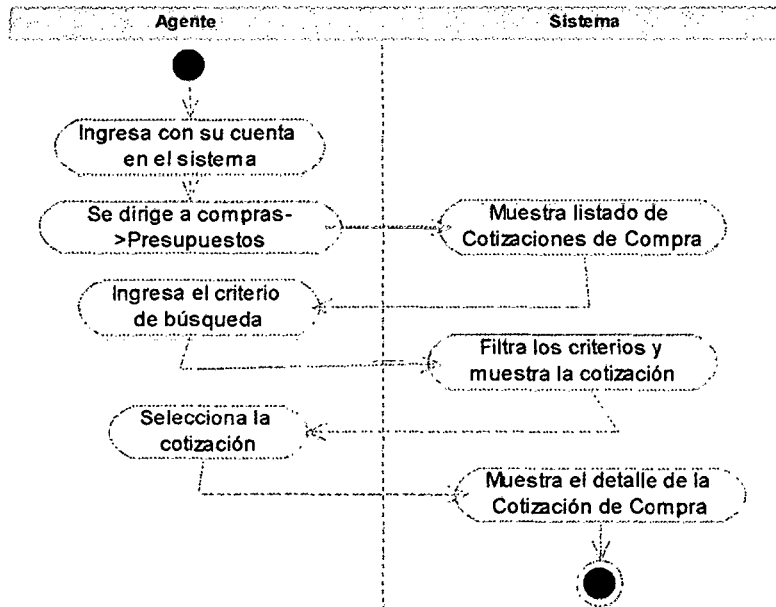 Agente
Sistema
Ingresa con su cuenta
en el sistema
Se dirige a compras-
>Presupuestos
Muestra listado de
Cotizaciones de Compra
Ingresa el criterio
de búsqueda
Filtra los criterios y
muestra la cotización
Selecciona la
cotización
Muestra el detalle de la
Cotización de Compra